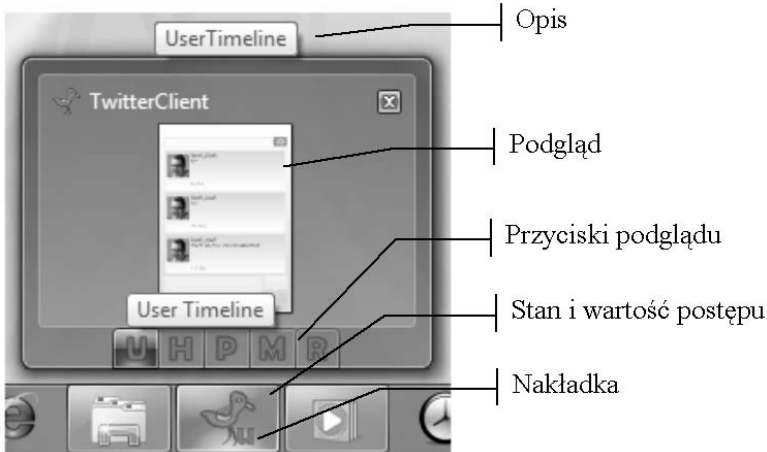 UserTimeline
Opis
TwitterClient
Podgląd
Przyciski podglądu
User Timeline
Stan i wartość postępu
U H P M R
Nakładka
u